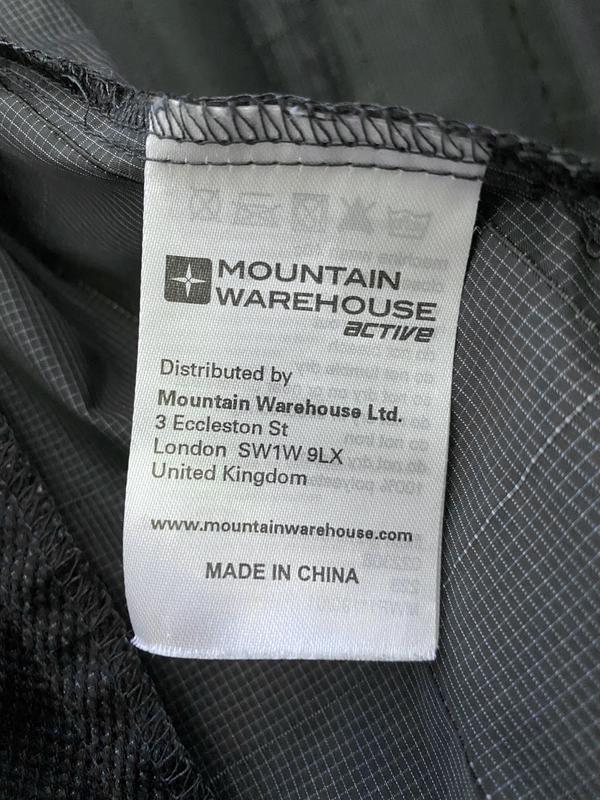 MOUNTAIN
WAREHOUSE
ACTIVE
Distributed by
Mountain Warehouse Ltd.
3 Eccleston St
London SW1W 9LX
United Kingdom
www.mountainwarehouse.com
MADE IN CHINA